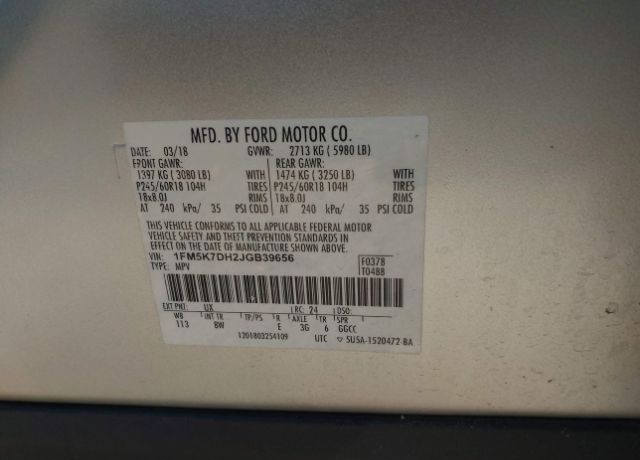 MFD. BY FORD MOTOR CO.
DATE: 03/18 GVWR: 2713 KG ( 5980 LB)
FRONT GAWR: REAR GAWR:
1397 KG ( 3080 LB) WITH 1474 KG ( 3250 LB) WITH
P245/60R18 104H TIRES P245/60R18 104H TIRES
18x8.0J RIMS 18x8.0J RIMS
AT 240 kPa/ 35 PSI COLD AT 240 kPa/ 35 PSI COLD
THIS VEHICLE CONFORMS TO ALL APPLICABLE FEDERAL MOTOR
VEHICLE SAFETY AND THEFT PREVENTION STANDARDS IN
EFFECT ON THE DATE OF MANUFACTURE SHOWN ABOVE.
VIN: 1FM5K7DH2JGB39656 F0378
TYPE: MPV T0488
EXT PNT: UX RC: 24 DSO:
WB INT TR TP/PS R AXLE TR SPR
113 8W E 3G 6 GGCC
1201803254109 UTC ▽ 5U5A-1520472-BA